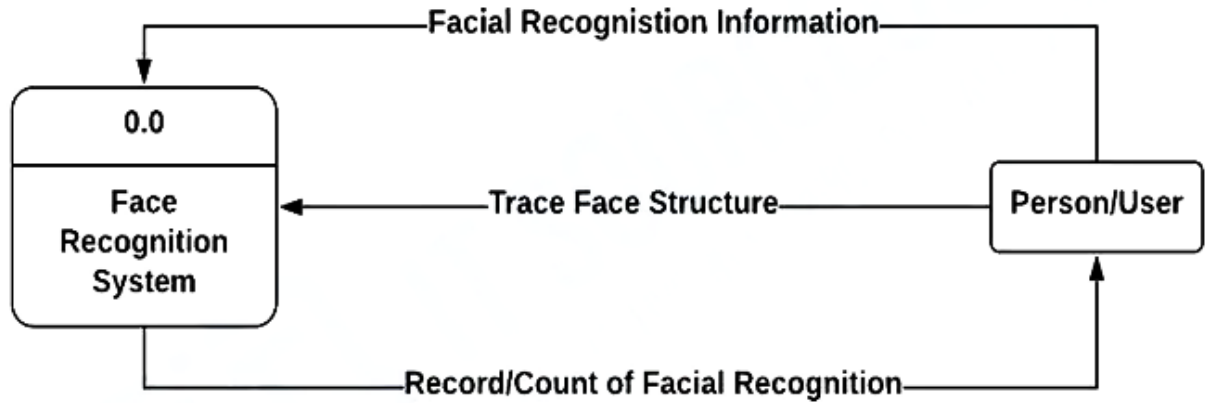 Facial Recognistion Information
0.0
Face
Recognition
System
Trace Face Structure
Person/User
Record/Count of Facial Recognition